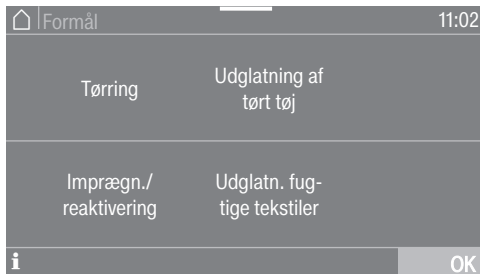 Formål
11:02
Tørring
Udglatning af
tørt tøj
Imprægn./
reaktivering
Udglatn. fug-
tige tekstiler
i
OK